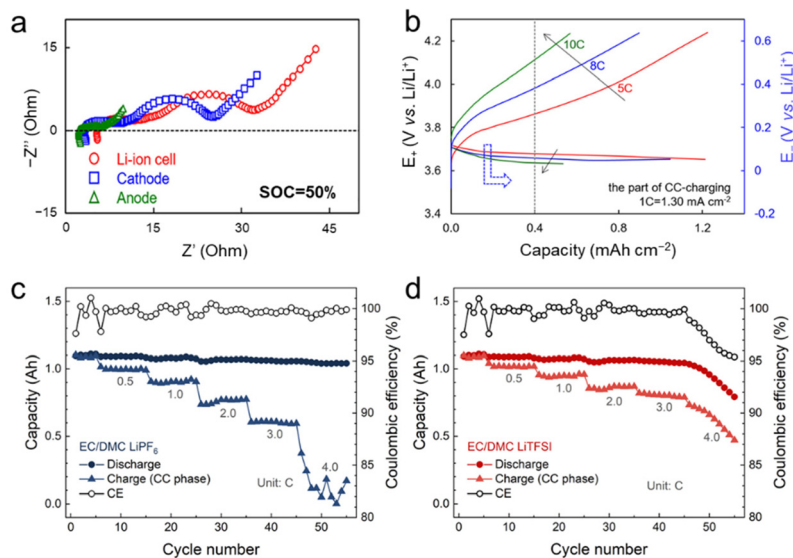 a
15
0
−15
0
15
30
45
−Z'' (Ohm)
Z' (Ohm)
Li-ion cell
Cathode
Anode
SOC=50%
b
4.2
4.0
3.8
3.6
3.4
E₊ (V vs. Li/Li⁺)
0.0
0.4
0.8
1.2
Capacity (mAh cm⁻²)
10C
8C
5C
the part of CC-charging
1C=1.30 mA cm⁻²
0.6
0.4
0.2
0
-0.2
E₋ (V vs. Li/Li⁺)
c
1.5
1.0
0.5
0.0
Capacity (Ah)
0
10
20
30
40
50
Cycle number
0.5
1.0
2.0
3.0
4.0
EC/DMC LiPF₆
Discharge
Charge (CC phase)
CE
Unit: C
100
95
90
85
80
Coulombic efficiency (%)
d
1.5
1.0
0.5
0.0
Capacity (Ah)
0
10
20
30
40
50
Cycle number
0.5
1.0
2.0
3.0
4.0
EC/DMC LiTFSI
Discharge
Charge (CC phase)
CE
Unit: C
100
95
90
85
80
Coulombic efficiency (%)